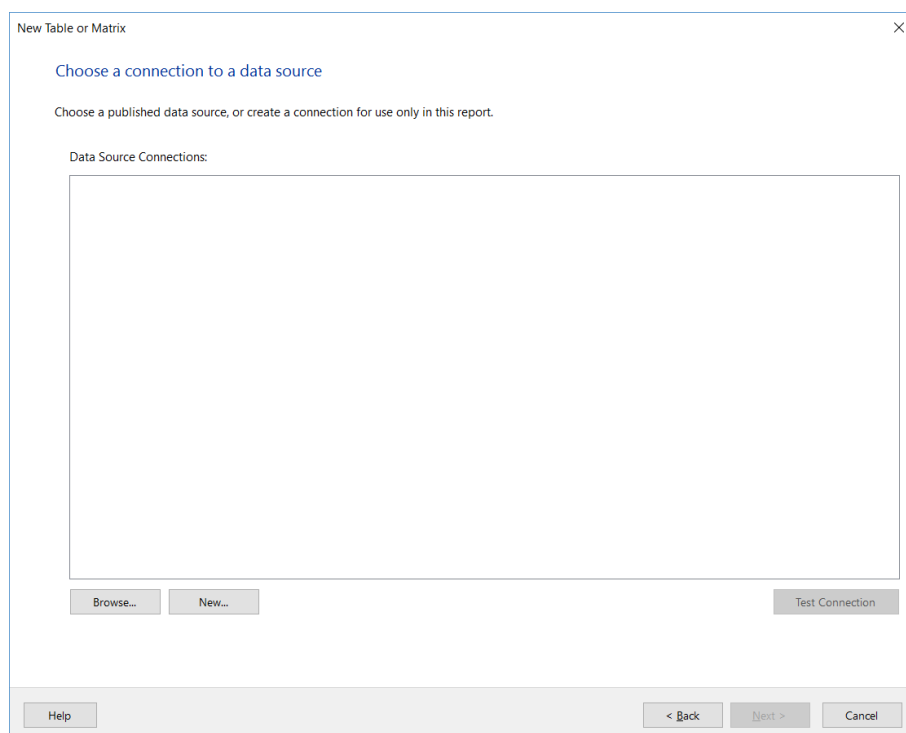 New Table or Matrix
Choose a connection to a data source
Choose a published data source, or create a connection for use only in this report.
Data Source Connections:
Browse... New... Test Connection
Help < Back Next > Cancel